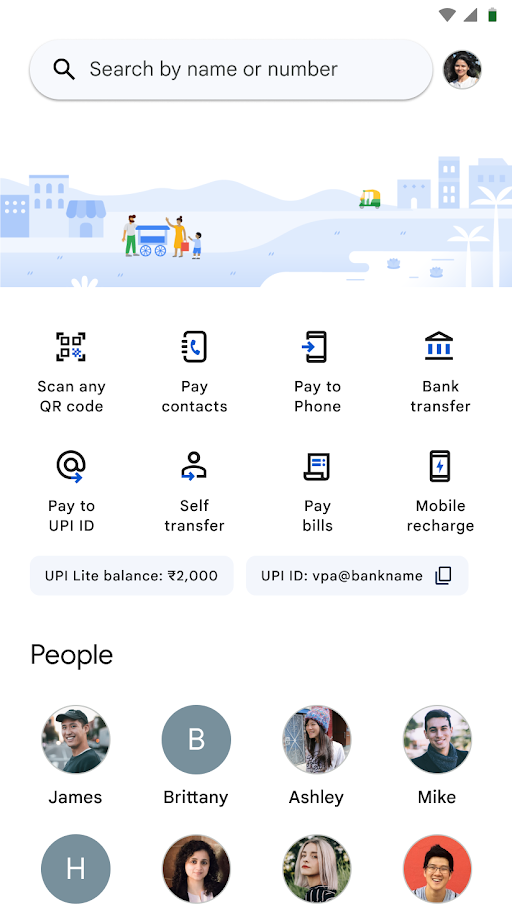 Search by name or number
Scan any
QR code
Pay
contacts
Pay to
Phone
Bank
transfer
Pay to
UPI ID
Self
transfer
Pay
bills
Mobile
recharge
UPI Lite balance: ₹2,000
UPI ID: vpa@bankname
People
B
James
Brittany
Ashley
Mike
H